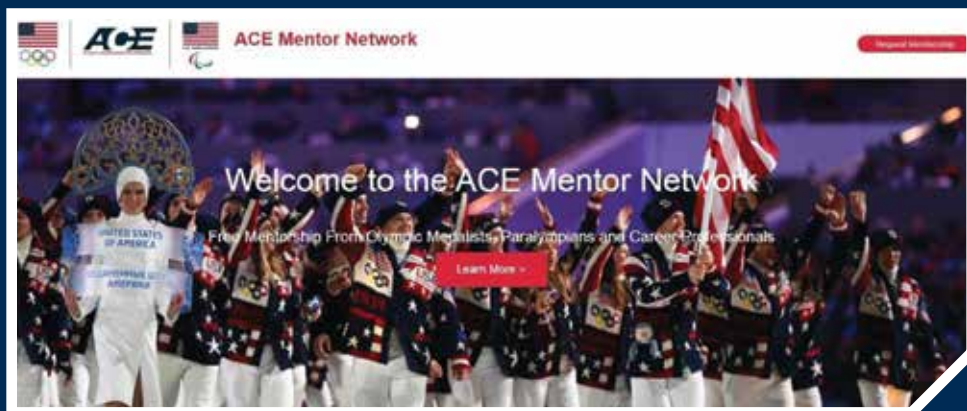 ACE
ACE Mentor Network
Request Membership
Welcome to the ACE Mentor Network
Free Mentorship From Olympic Medalists, Paralympians and Career Professionals
Learn More »
UNITED STATES
OF AMERICA